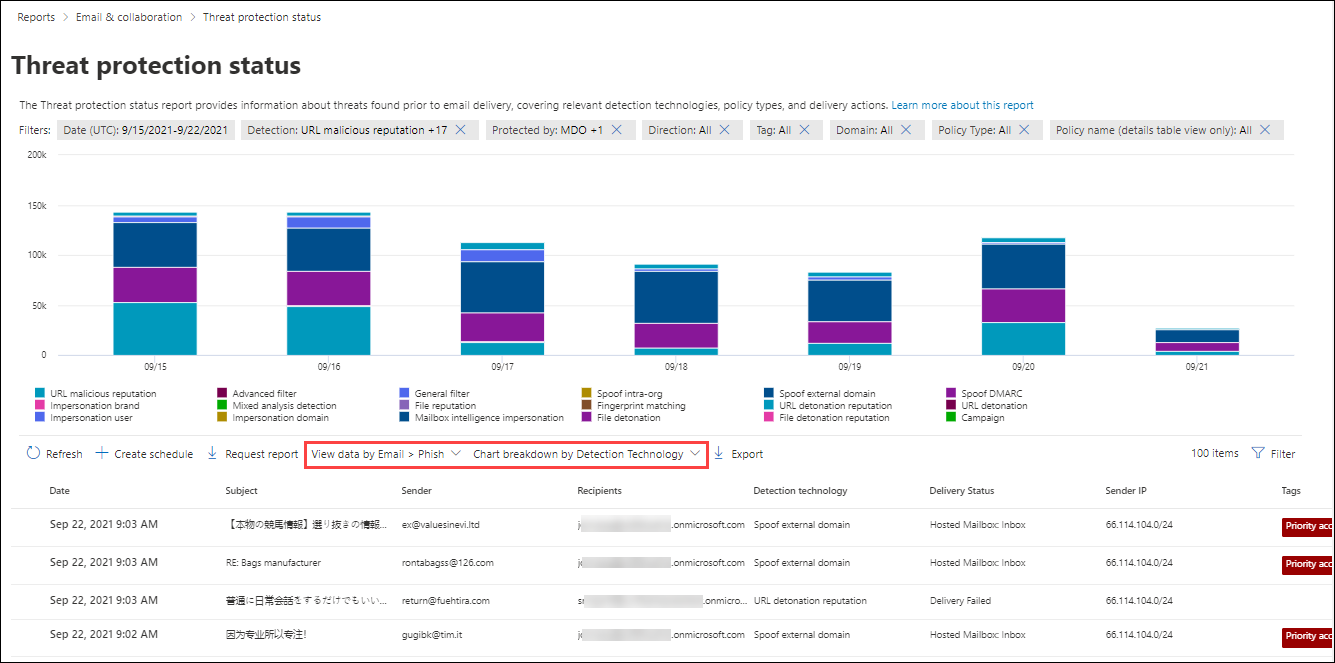 Reports > Email & collaboration > Threat protection status
Threat protection status
The Threat protection status report provides information about threats found prior to email delivery, covering relevant detection technologies, policy types, and delivery actions. Learn more about this report
Filters: Date (UTC): 9/15/2021-9/22/2021 Detection: URL malicious reputation +17 Protected by: MDO +1 Direction: All Tag: All Domain: All Policy Type: All Policy name (details table view only): All
200k
150k
100k
50k
0
09/15 09/16 09/17 09/18 09/19 09/20 09/21
URL malicious reputation Advanced filter General filter Spoof intra-org Spoof external domain Spoof DMARC
Impersonation brand Mixed analysis detection File reputation Fingerprint matching URL detonation reputation URL detonation
Impersonation user Impersonation domain Mailbox intelligence impersonation File detonation File detonation reputation Campaign
Refresh Create schedule Request report View data by Email > Phish Chart breakdown by Detection Technology Export 100 items Filter
Date Subject Sender Recipients Detection technology Delivery Status Sender IP Tags
Sep 22, 2021 9:03 AM 【本物の競馬情報】選り抜きの情報... ex@valuesinevi.ltd j .onmicrosoft.com Spoof external domain Hosted Mailbox: Inbox 66.114.104.0/24 Priority acc
Sep 22, 2021 9:03 AM RE: Bags manufacturer rontabagss@126.com j .onmicrosoft.com Spoof external domain Hosted Mailbox: Inbox 66.114.104.0/24 Priority acc
Sep 22, 2021 9:03 AM 普通に日常会話をするだけでもいい... return@fuehtira.com s .onmicro... URL detonation reputation Delivery Failed 66.114.104.0/24
Sep 22, 2021 9:02 AM 因为专业所以专注! gugibk@tim.it j .onmicrosoft.com Spoof external domain Hosted Mailbox: Inbox 66.114.104.0/24 Priority acc